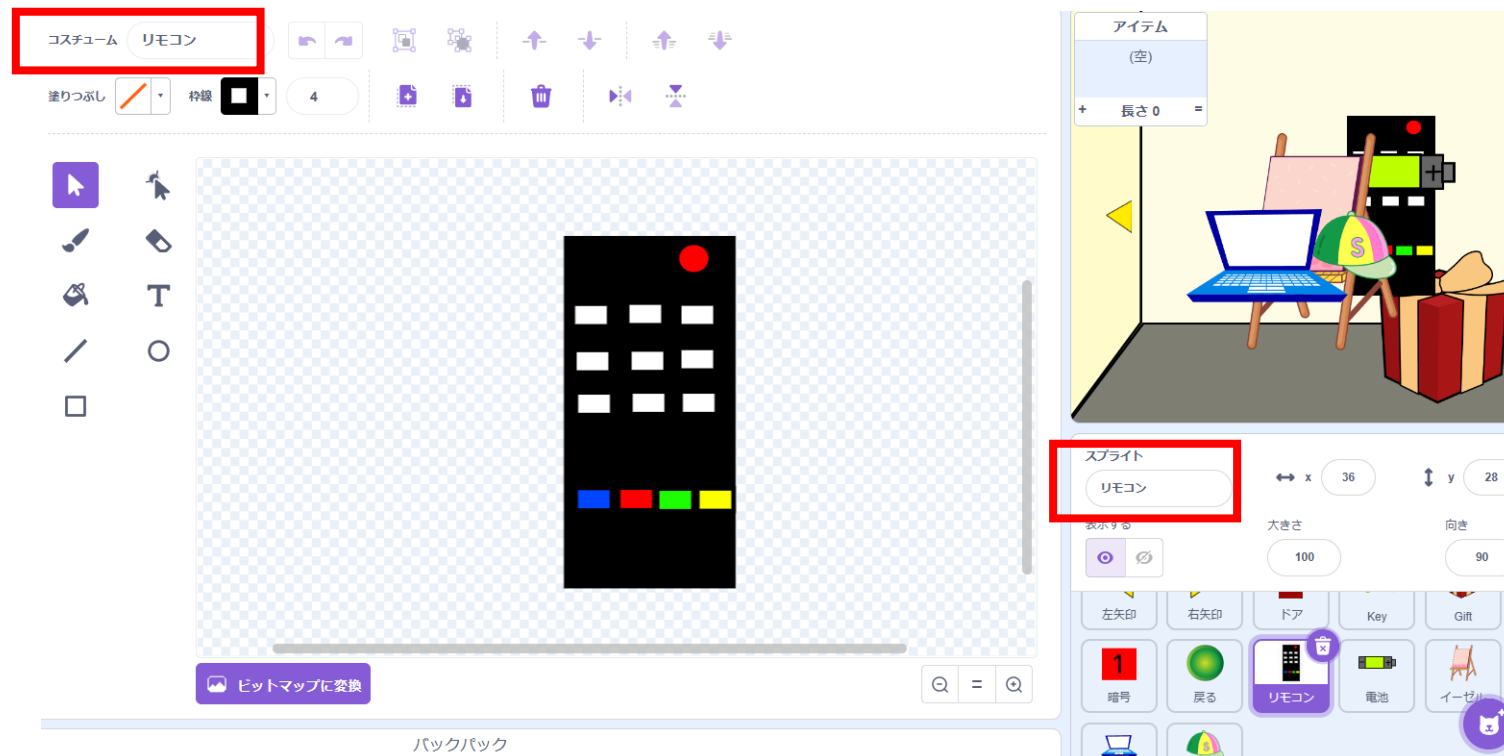 コスチューム リモコン
塗りつぶし 枠線 4
T
ビットマップに変換
=
バックパック
アイテム
(空)
+ 長さ 0 =
+
S
スプライト
リモコン
x 36
y 28
表示する
大きさ
100
向き
90
左矢印
右矢印
ドア
Key
Gift
1
暗号
戻る
リモコン
電池
イーゼル
S